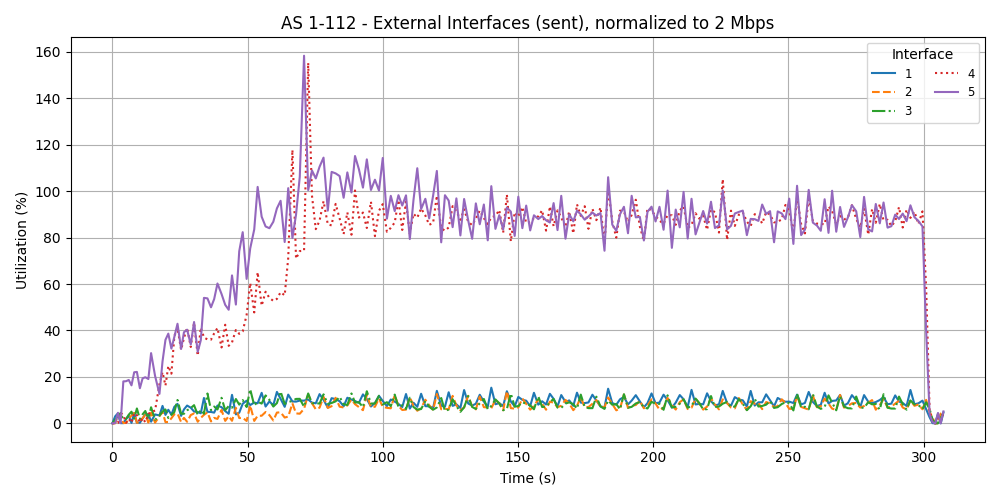 AS 1-112 - External Interfaces (sent), normalized to 2 Mbps
Utilization (%)
160
140
120
100
80
60
40
20
0
0 50 100 150 200 250 300
Time (s)
Interface
1 4
2 5
3